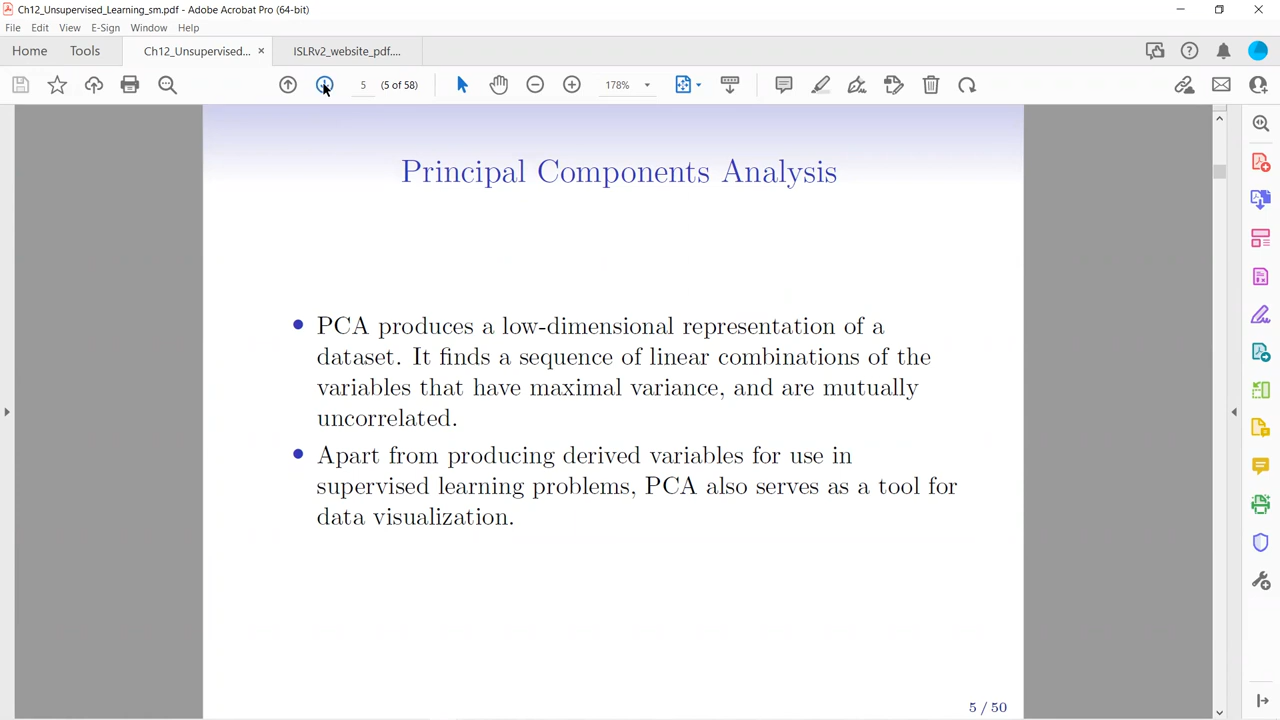 Ch12_Unsupervised_Learning_sm.pdf - Adobe Acrobat Pro (64-bit)
File Edit View E-Sign Window Help
Home Tools Ch12_Unsupervised... × ISLRv2_website_pdf....
5 (5 of 58) 178%
Principal Components Analysis
• PCA produces a low-dimensional representation of a
dataset. It finds a sequence of linear combinations of the
variables that have maximal variance, and are mutually
uncorrelated.
• Apart from producing derived variables for use in
supervised learning problems, PCA also serves as a tool for
data visualization.
5 / 50